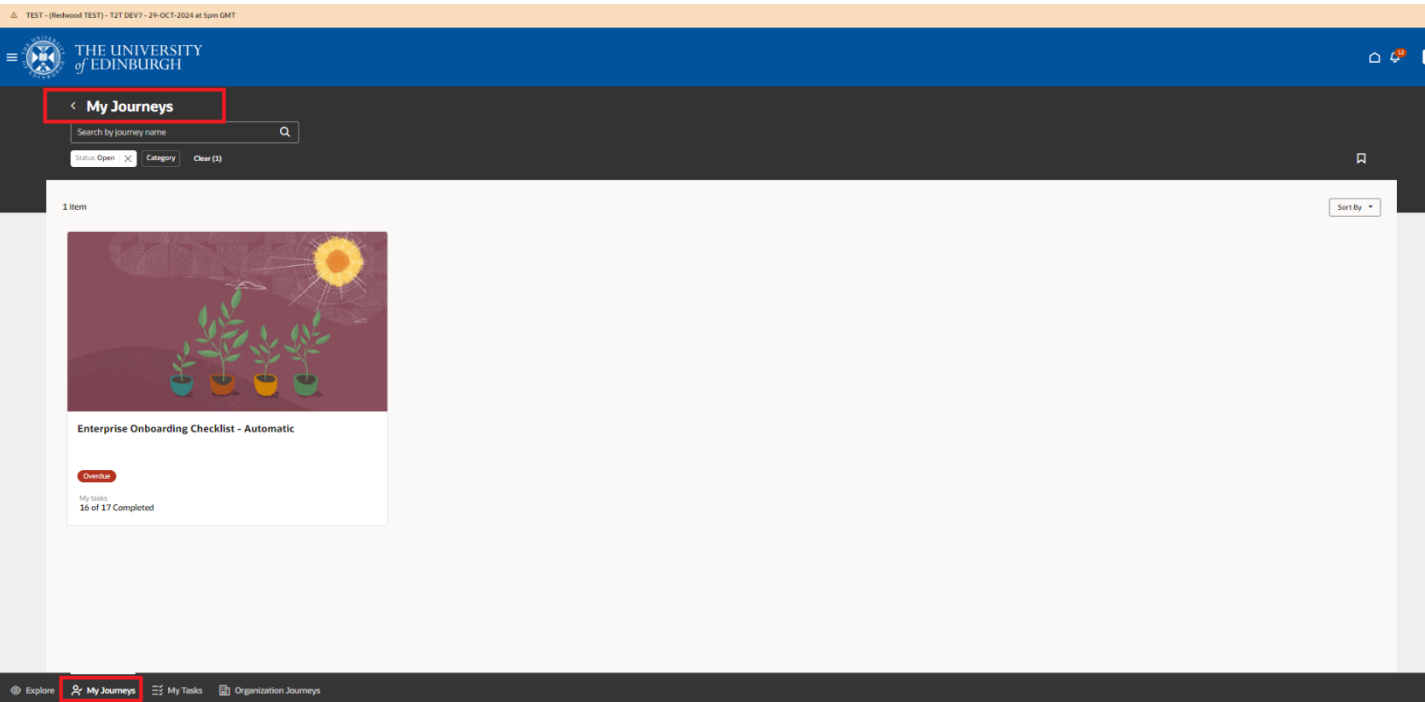 TEST - (Redwood TEST) - T2T DEV7 - 29-OCT-2024 at 5pm GMT
THE UNIVERSITY
of EDINBURGH
12
My Journeys
Search by journey name
Status Open Category Clear (1)
1 Item
Sort By
Enterprise Onboarding Checklist - Automatic
Overdue
My tasks
16 of 17 Completed
Explore My Journeys My Tasks Organization Journeys